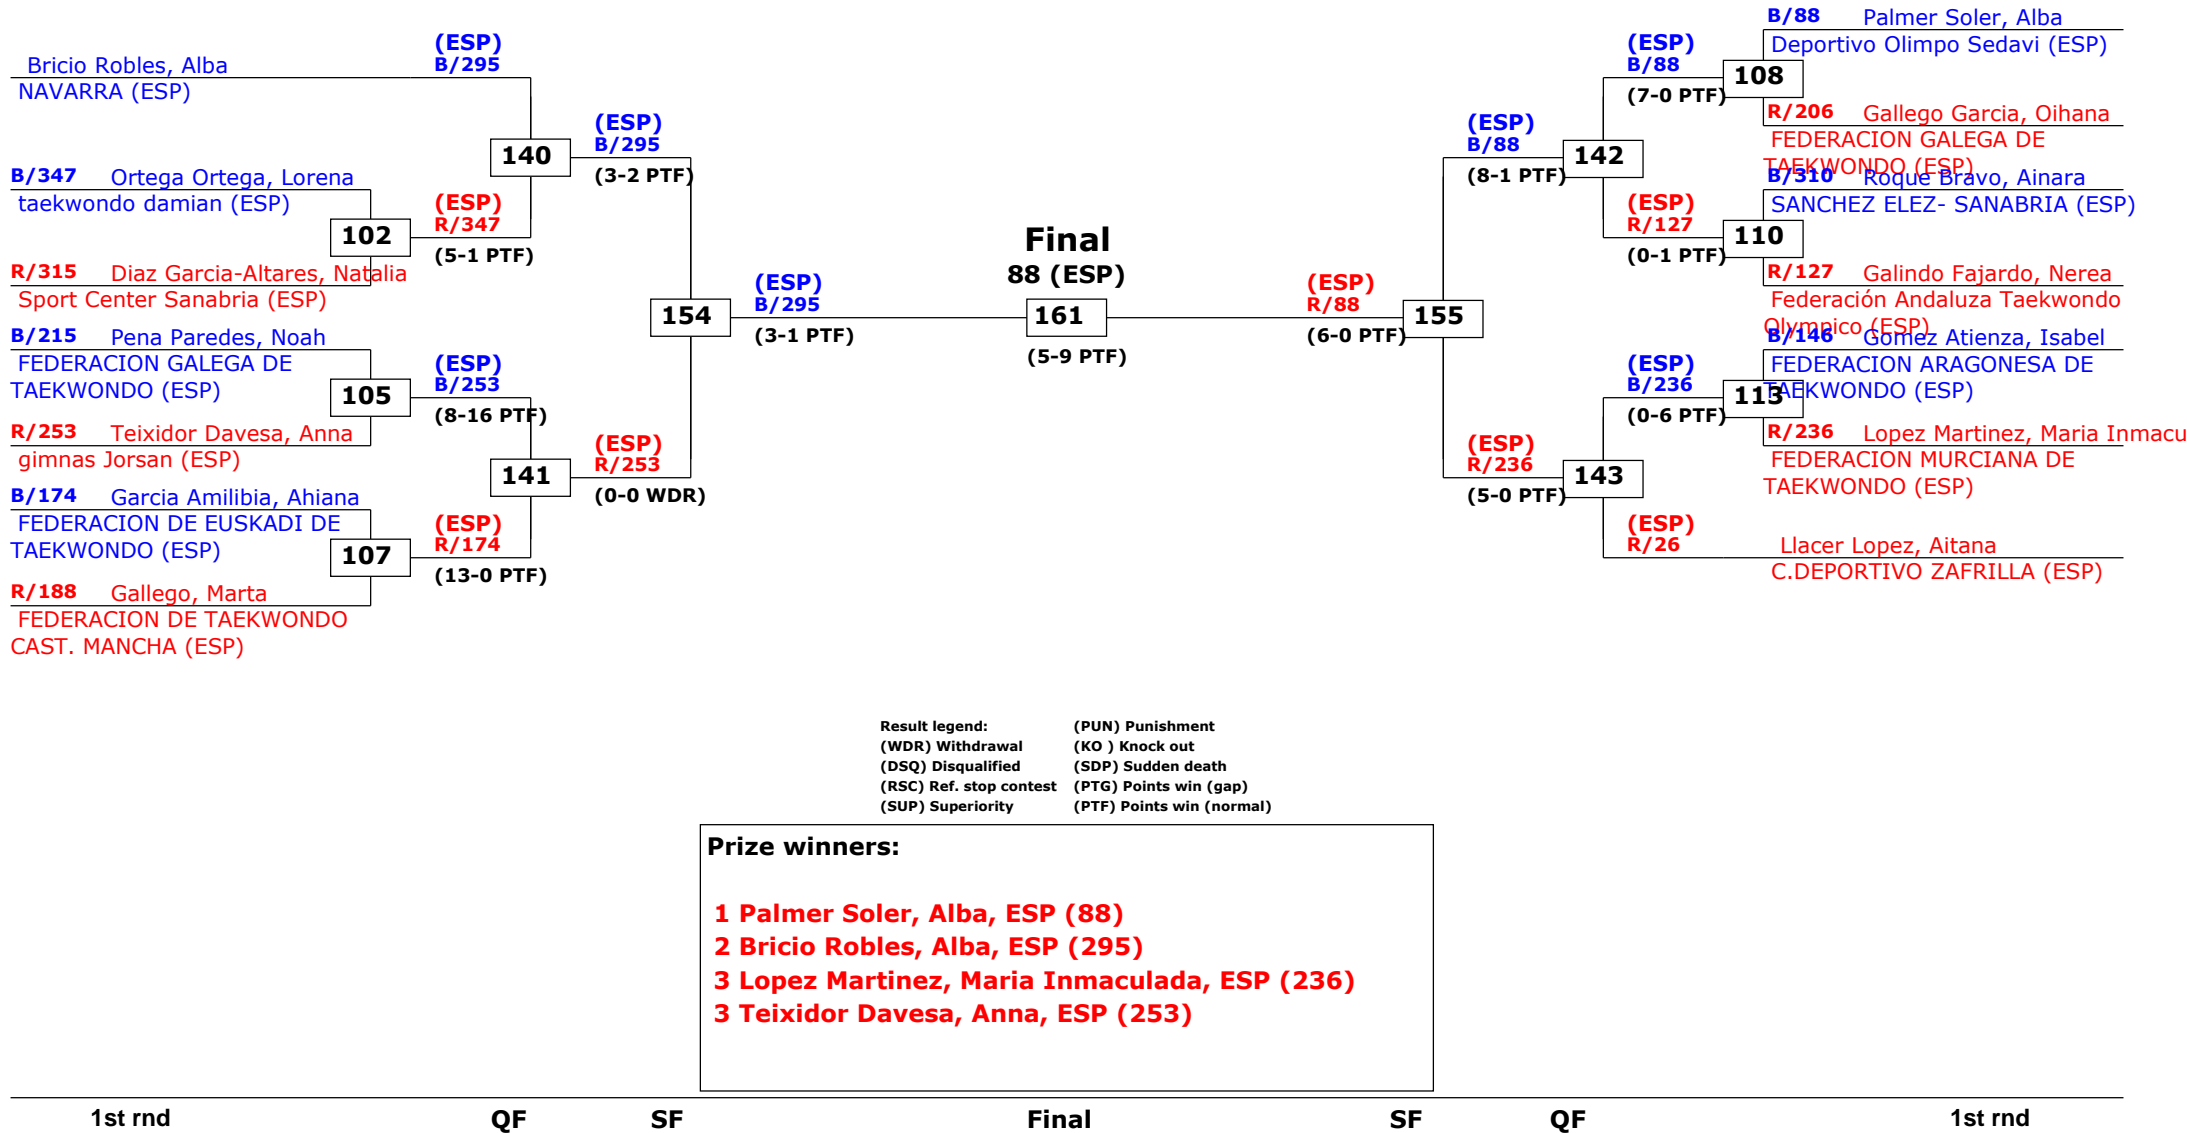 (ESP)
B/295
Bricio Robles, Alba
NAVARRA (ESP)
B/347 Ortega Ortega, Lorena
taekwondo damian (ESP)
102
R/315 Diaz Garcia-Altares, Natalia
Sport Center Sanabria (ESP)
(ESP)
R/347
(5-1 PTF)
140
(ESP)
B/295
(3-2 PTF)
B/215 Pena Paredes, Noah
FEDERACION GALEGA DE
TAEKWONDO (ESP)
105
R/253 Teixidor Davesa, Anna
gimnas Jorsan (ESP)
(ESP)
B/253
(8-16 PTF)
B/174 Garcia Amilibia, Ahiana
FEDERACION DE EUSKADI DE
TAEKWONDO (ESP)
107
R/188 Gallego, Marta
FEDERACION DE TAEKWONDO
CAST. MANCHA (ESP)
(ESP)
R/174
(13-0 PTF)
141
(ESP)
R/253
(0-0 WDR)
154
(ESP)
B/295
(3-1 PTF)
Final
88 (ESP)
161
(5-9 PTF)
(ESP)
R/88
(6-0 PTF)
155
(ESP)
B/88
(8-1 PTF)
142
(ESP)
B/88
(7-0 PTF)
108
B/88 Palmer Soler, Alba
Deportivo Olimpo Sedavi (ESP)
R/206 Gallego Garcia, Oihana
FEDERACION GALEGA DE
TAEKWONDO (ESP)
(ESP)
R/127
(0-1 PTF)
110
B/310 Roque Bravo, Ainara
SANCHEZ ELEZ- SANABRIA (ESP)
R/127 Galindo Fajardo, Nerea
Federación Andaluza Taekwondo
Olympico (ESP)
(ESP)
R/236
(5-0 PTF)
143
(ESP)
B/236
(0-6 PTF)
113
B/146 Gomez Atienza, Isabel
FEDERACION ARAGONESA DE
TAEKWONDO (ESP)
R/236 Lopez Martinez, Maria Inmacu
FEDERACION MURCIANA DE
TAEKWONDO (ESP)
(ESP)
R/26
Llacer Lopez, Aitana
C.DEPORTIVO ZAFRILLA (ESP)
Result legend: (PUN) Punishment
(WDR) Withdrawal (KO ) Knock out
(DSQ) Disqualified (SDP) Sudden death
(RSC) Ref. stop contest (PTG) Points win (gap)
(SUP) Superiority (PTF) Points win (normal)
Prize winners:
1 Palmer Soler, Alba, ESP (88)
2 Bricio Robles, Alba, ESP (295)
3 Lopez Martinez, Maria Inmaculada, ESP (236)
3 Teixidor Davesa, Anna, ESP (253)
1st rnd QF SF Final SF QF 1st rnd